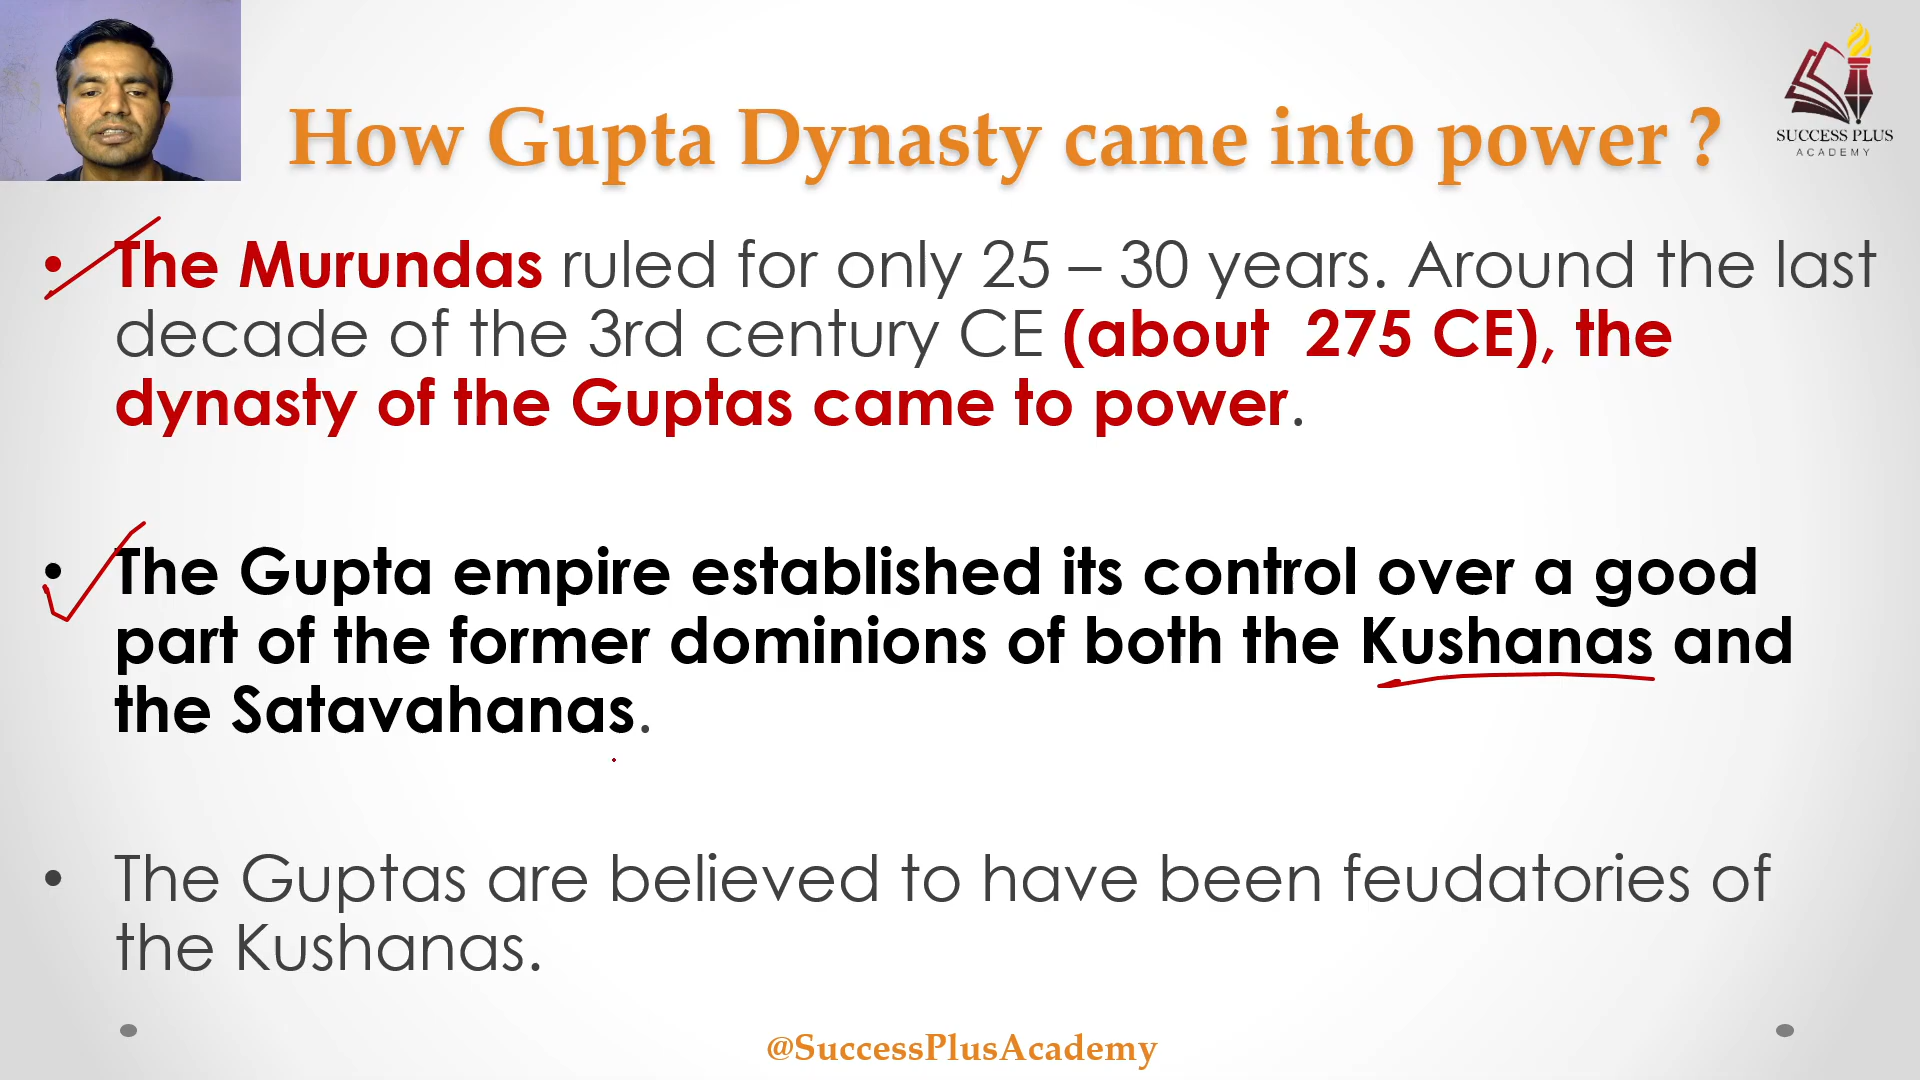 How Gupta Dynasty came into power ?
SUCCESS PLUS
ACADEMY
• The Murundas ruled for only 25 – 30 years. Around the last
decade of the 3rd century CE (about 275 CE), the
dynasty of the Guptas came to power.
• The Gupta empire established its control over a good
part of the former dominions of both the Kushanas and
the Satavahanas.
• The Guptas are believed to have been feudatories of
the Kushanas.
@SuccessPlusAcademy